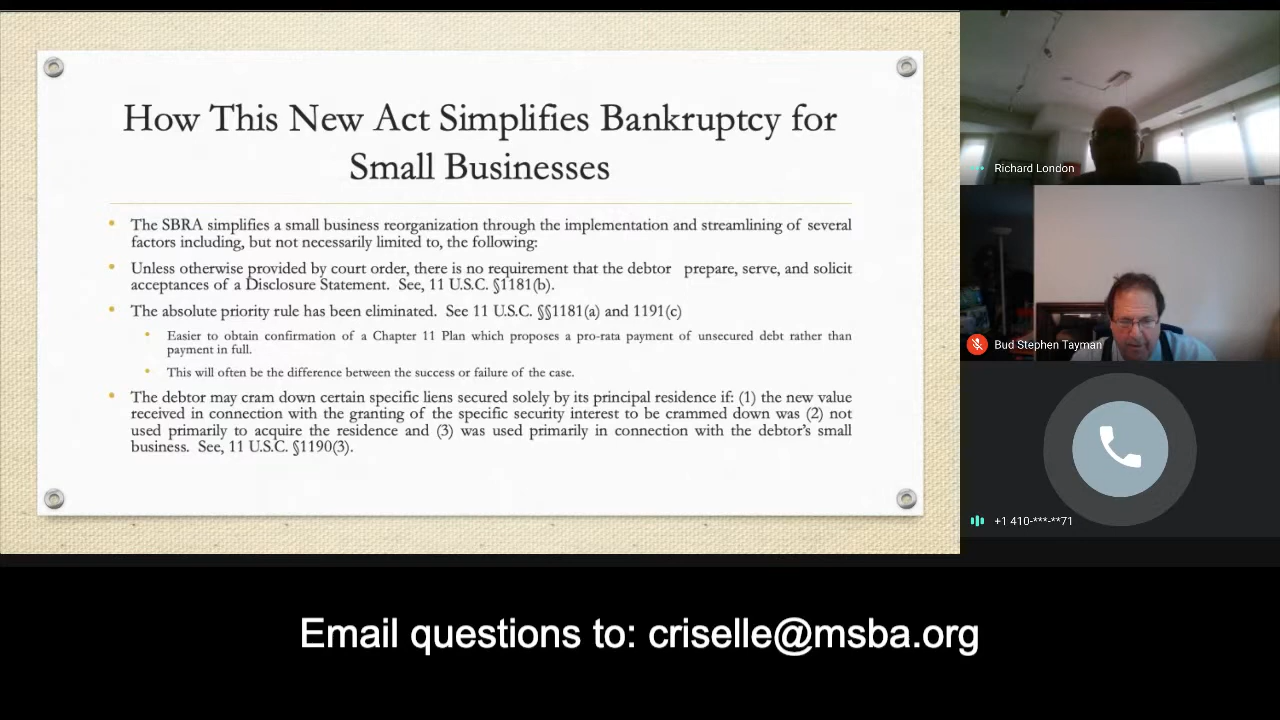 How This New Act Simplifies Bankruptcy for
Small Businesses
• The SBRA simplifies a small business reorganization through the implementation and streamlining of several
factors including, but not necessarily limited to, the following:
• Unless otherwise provided by court order, there is no requirement that the debtor prepare, serve, and solicit
acceptances of a Disclosure Statement. See, 11 U.S.C. §1181(b).
• The absolute priority rule has been eliminated. See 11 U.S.C. §§1181(a) and 1191(c)
• Easier to obtain confirmation of a Chapter 11 Plan which proposes a pro-rata payment of unsecured debt rather than
payment in full.
• This will often be the difference between the success or failure of the case.
• The debtor may cram down certain specific liens secured solely by its principal residence if: (1) the new value
received in connection with the granting of the specific security interest to be crammed down was (2) not
used primarily to acquire the residence and (3) was used primarily in connection with the debtor's small
business. See, 11 U.S.C. §1190(3).
Richard London
Bud Stephen Tayman
+1 410-***-**71
Email questions to: criselle@msba.org